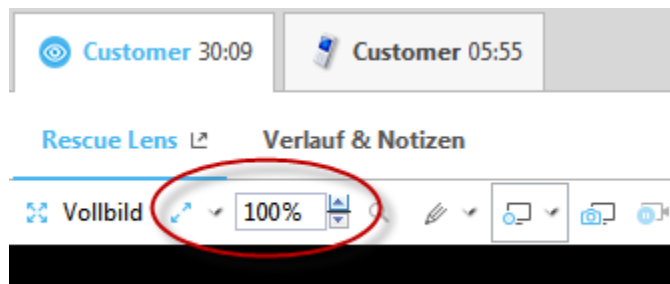 Customer 30:09 Customer 05:55
Rescue Lens Verlauf & Notizen
Vollbild 100%